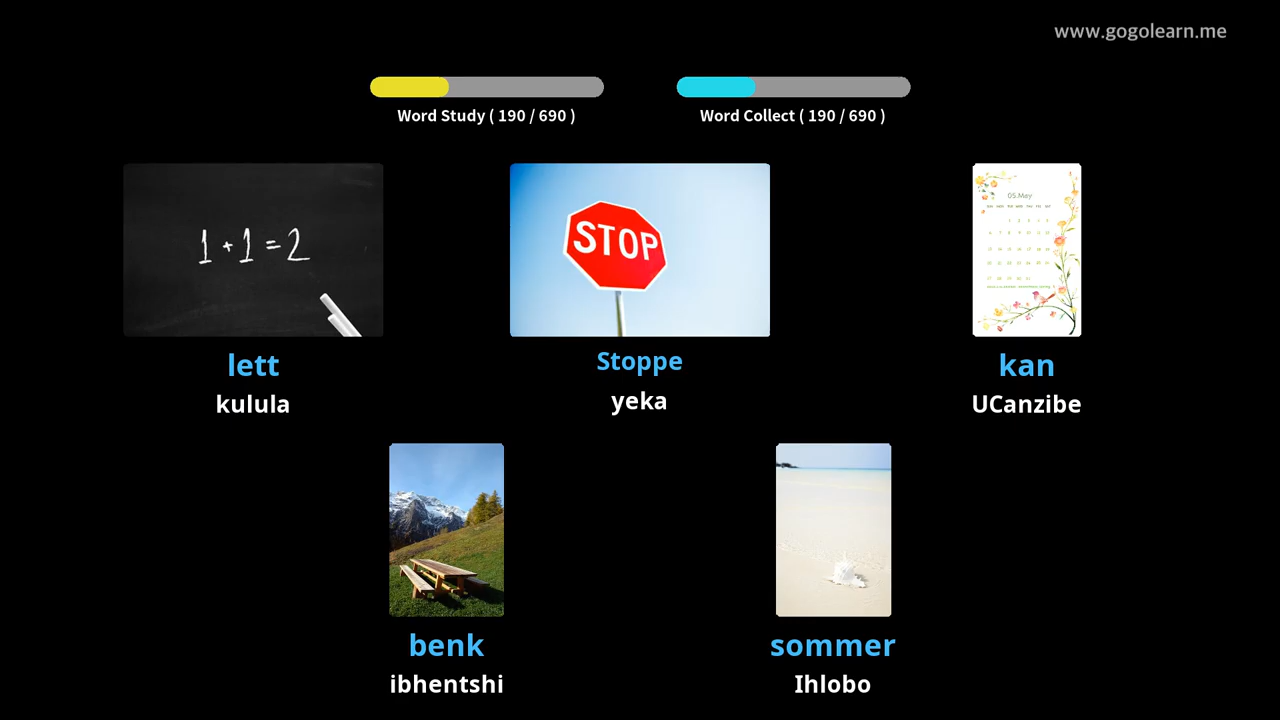 www.gogolearn.me
Word Study ( 190 / 690 )
Word Collect ( 190 / 690 )
1 + 1 = 2
STOP
05.May
lett
Stoppe
kan
kulula
yeka
UCanzibe
benk
sommer
ibhentshi
Ihlobo